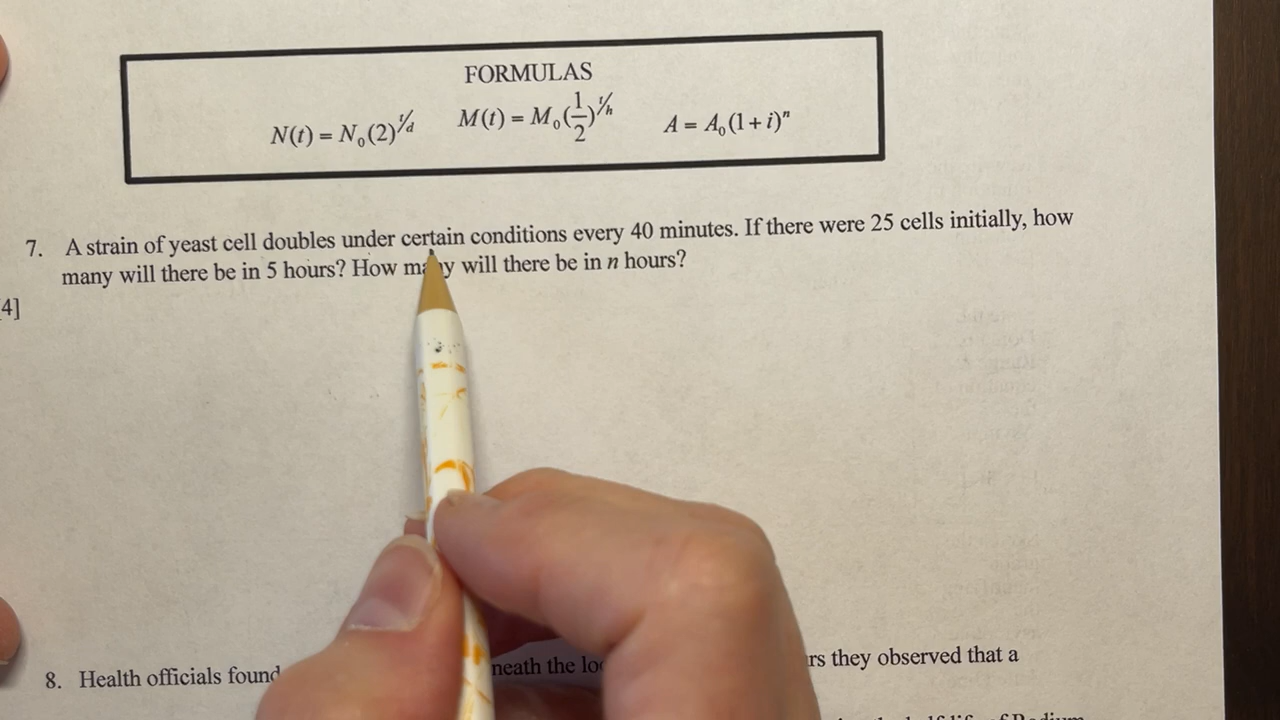 FORMULAS
N(t) = N₀(2)^(t/d) M(t) = M₀(1/2)^(t/h) A = A₀(1+i)ⁿ
7. A strain of yeast cell doubles under certain conditions every 40 minutes. If there were 25 cells initially, how
many will there be in 5 hours? How many will there be in n hours?
4]
8. Health officials found neath the rs they observed that a